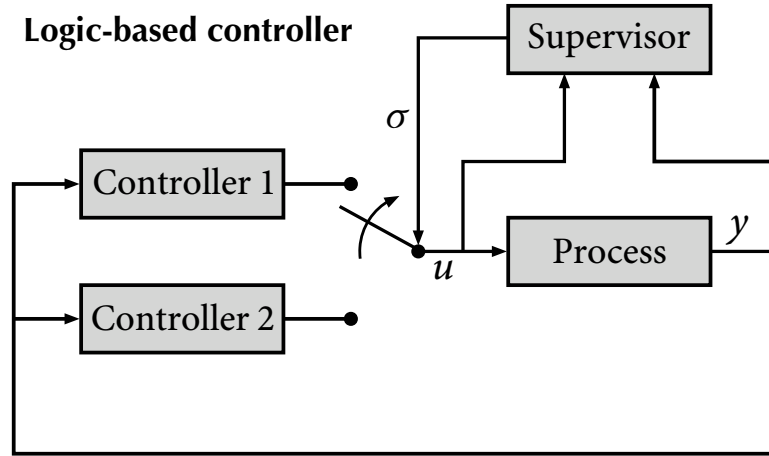 Logic-based controller
Supervisor
σ
Controller 1
y
u
Process
Controller 2